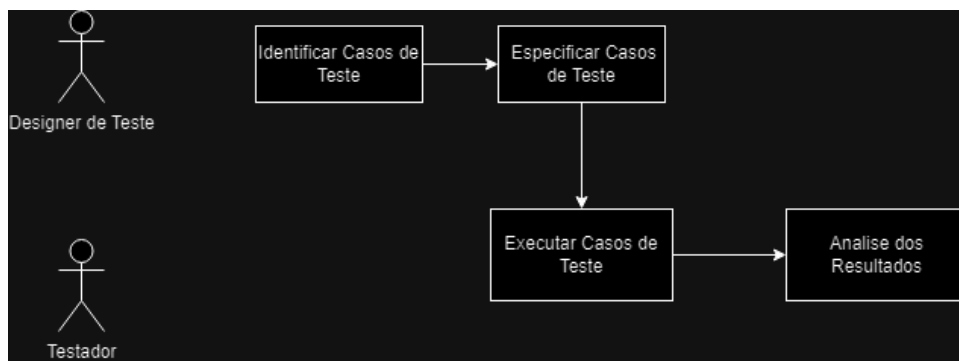 Identificar Casos de
Teste
Especificar Casos
de Teste
Designer de Teste
Executar Casos de
Teste
Analise dos
Resultados
Testador